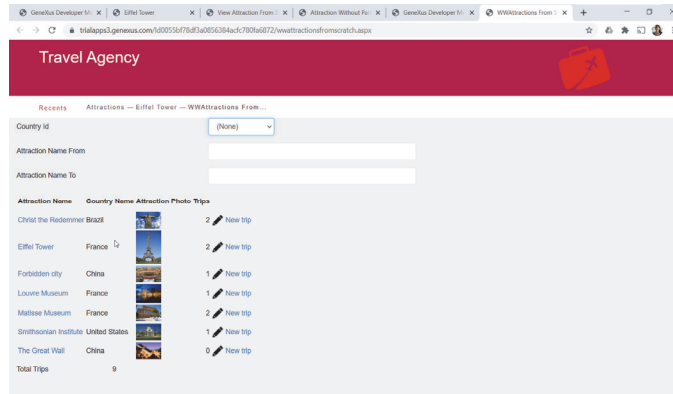 GeneXus Developer M
Eiffel Tower
View Attraction From S
Attraction Without Par
GeneXus Developer M
WWAttractions From S
trialapps3.genexus.com/Id0055bf78df3a0856384acfc780fa6872/wwattractionsfromscratch.aspx
Travel Agency
Recents Attractions — Eiffel Tower — WWAttractions From...
Country Id (None)
Attraction Name From
Attraction Name To
Attraction Name Country Name Attraction Photo Trips
Christ the Redemmer Brazil 2 New trip
Eiffel Tower France 2 New trip
Forbidden city China 1 New trip
Louvre Museum France 1 New trip
Matisse Museum France 2 New trip
Smithsonian Institute United States 1 New trip
The Great Wall China 0 New trip
Total Trips 9